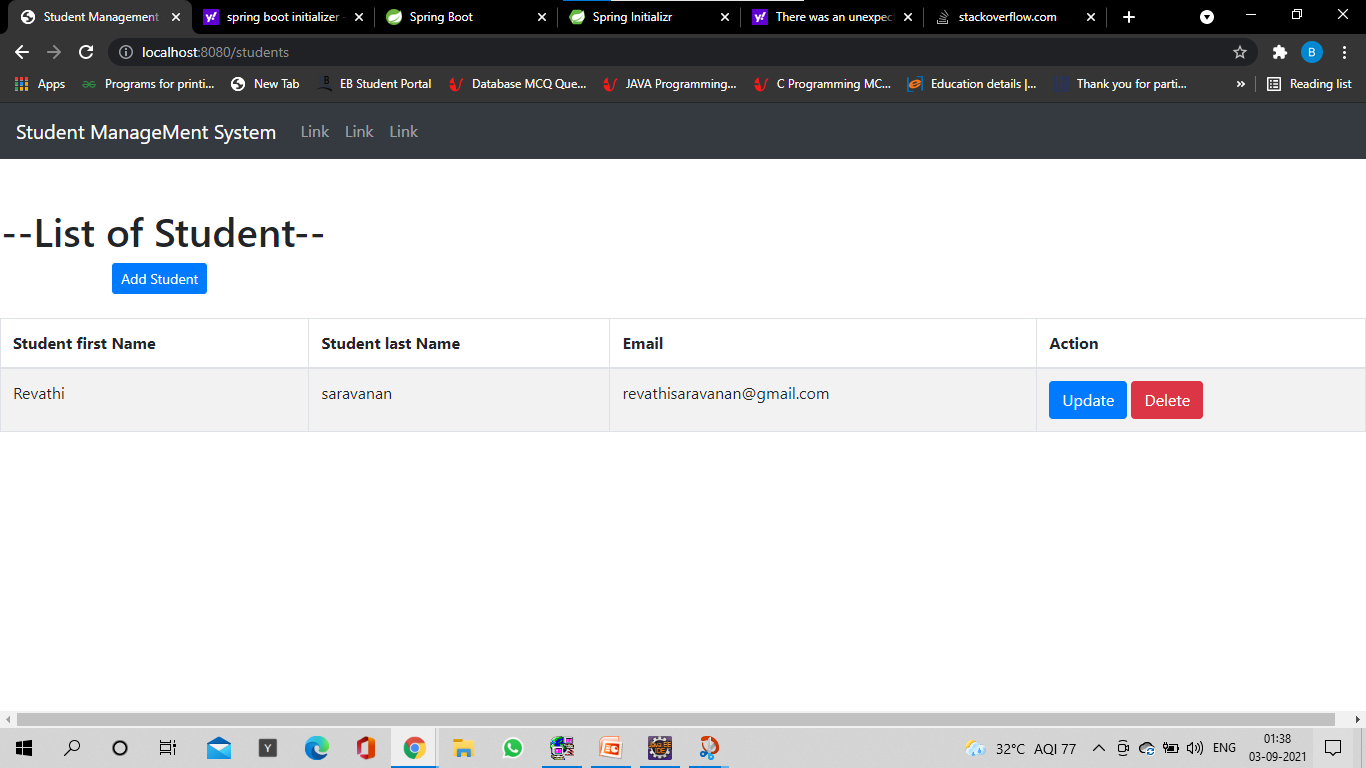 Student Management
spring boot initializer
Spring Boot
Spring Initializr
There was an unexpec
stackoverflow.com
localhost:8080/students
B
Apps
Programs for printi...
New Tab
EB Student Portal
Database MCQ Que...
JAVA Programming...
C Programming MC...
Education details |...
Thank you for parti...
»
Reading list
Student ManageMent System Link Link Link
--List of Student--
Add Student
Student first Name Student last Name Email Action
Revathi saravanan revathisaravanan@gmail.com Update Delete
32°C AQI 77
ENG
01:38
03-09-2021